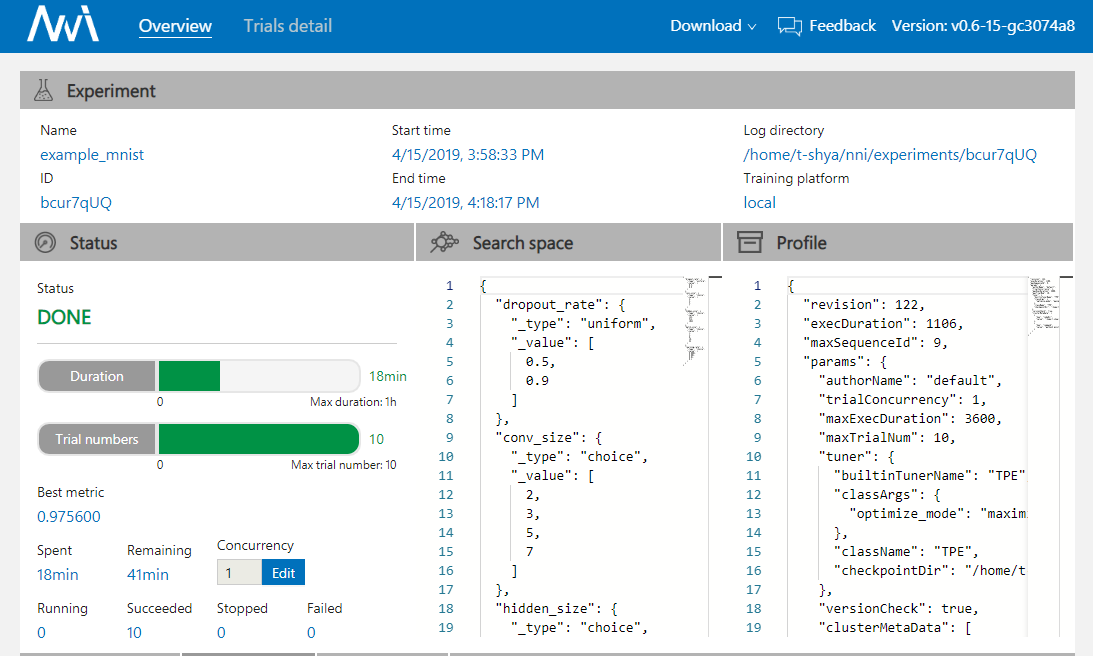 NNI Overview Trials detail Download Feedback Version: v0.6-15-gc3074a8
Experiment
Name Start time Log directory
example_mnist 4/15/2019, 3:58:33 PM /home/t-shya/nni/experiments/bcur7qUQ
ID End time Training platform
bcur7qUQ 4/15/2019, 4:18:17 PM local
Status
Status
DONE
Duration 18min
0 Max duration: 1h
Trial numbers 10
0 Max trial number: 10
Best metric
0.975600
Spent Remaining Concurrency
18min 41min 1 Edit
Running Succeeded Stopped Failed
0 10 0 0
Search space
1 {
2 "dropout_rate": {
3 "_type": "uniform",
4 "_value": [
5 0.5,
6 0.9
7 ]
8 },
9 "conv_size": {
10 "_type": "choice",
11 "_value": [
12 2,
13 3,
14 5,
15 7
16 ]
17 },
18 "hidden_size": {
19 "_type": "choice",
Profile
1 {
2 "revision": 122,
3 "execDuration": 1106,
4 "maxSequenceId": 9,
5 "params": {
6 "authorName": "default",
7 "trialConcurrency": 1,
8 "maxExecDuration": 3600,
9 "maxTrialNum": 10,
10 "tuner": {
11 "builtinTunerName": "TPE"
12 "classArgs": {
13 "optimize_mode": "maxim
14 },
15 "className": "TPE",
16 "checkpointDir": "/home/t
17 },
18 "versionCheck": true,
19 "clusterMetaData": [